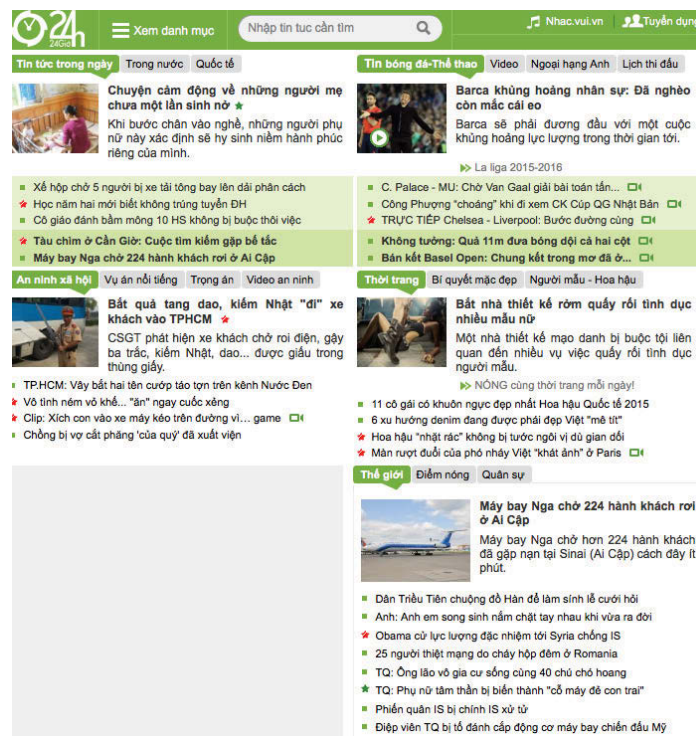 24h
24Giờ
Xem danh mục
Nhập tin tuc cần tìm
Nhac.vui.vn
Tuyển dụng
Tin tức trong ngày
Trong nước
Quốc tế
Chuyện cảm động về những người mẹ
chưa một lần sinh nở
Khi bước chân vào nghề, những người phụ
nữ này xác định sẽ hy sinh niềm hành phúc
riêng của mình.
Xế hộp chở 5 người bị xe tải tông bay lên dải phân cách
Học năm hai mới biết không trúng tuyển ĐH
Cô giáo đánh bầm mông 10 HS không bị buộc thôi việc
Tàu chìm ở Cần Giờ: Cuộc tìm kiếm gặp bế tắc
Máy bay Nga chở 224 hành khách rơi ở Ai Cập
Tin bóng đá-Thể thao
Video
Ngoại hạng Anh
Lịch thi đấu
Barca khủng hoảng nhân sự: Đã nghèo
còn mắc cái eo
Barca sẽ phải đương đầu với một cuộc
khủng hoảng lực lượng trong thời gian tới.
La liga 2015-2016
C. Palace - MU: Chờ Van Gaal giải bài toán tấn...
Công Phượng "choáng" khi đi xem CK Cúp QG Nhật Bản
TRỰC TIẾP Chelsea - Liverpool: Bước đường cùng
Không tưởng: Quả 11m đưa bóng dội cả hai cột
Bán kết Basel Open: Chung kết trong mơ đã ở...
An ninh xã hội
Vụ án nổi tiếng
Trọng án
Video an ninh
Bắt quả tang dao, kiếm Nhật "đi" xe
khách vào TPHCM
CSGT phát hiện xe khách chở roi điện, gậy
ba trắc, kiếm Nhật, dao... được giấu trong
thùng giấy.
TP.HCM: Vây bắt hai tên cướp táo tợn trên kênh Nước Đen
Vô tình ném vỏ khế... "ăn" ngay cuốc xẻng
Clip: Xích con vào xe máy kéo trên đường vì... game
Chồng bị vợ cắt phăng 'của quý' đã xuất viện
Thời trang
Bí quyết mặc đẹp
Người mẫu - Hoa hậu
Bắt nhà thiết kế rởm quấy rối tình dục
nhiều mẫu nữ
Một nhà thiết kế mạo danh bị buộc tội liên
quan đến nhiều vụ việc quấy rối tình dục
người mẫu.
NÓNG cùng thời trang mỗi ngày!
11 cô gái có khuôn ngực đẹp nhất Hoa hậu Quốc tế 2015
6 xu hướng denim đang được phái đẹp Việt "mê tít"
Hoa hậu "nhặt rác" không bị tước ngôi vị dù gian dối
Màn rượt đuổi của phó nháy Việt "khát ảnh" ở Paris
Thế giới
Điểm nóng
Quân sự
Máy bay Nga chở 224 hành khách rơi
ở Ai Cập
Máy bay Nga chở hơn 224 hành khách
đã gặp nạn tại Sinai (Ai Cập) cách đây ít
phút.
Dân Triều Tiên chuộng đồ Hàn để làm sính lễ cưới hỏi
Anh: Anh em song sinh nắm chặt tay nhau khi vừa ra đời
Obama cử lực lượng đặc nhiệm tới Syria chống IS
25 người thiệt mạng do cháy hộp đêm ở Romania
TQ: Ông lão vô gia cư sống cùng 40 chú chó hoang
TQ: Phụ nữ tâm thần bị biến thành "cỗ máy đẻ con trai"
Phiến quân IS bị chính IS xử tử
Điệp viên TQ bị tố đánh cắp động cơ máy bay chiến đấu Mỹ